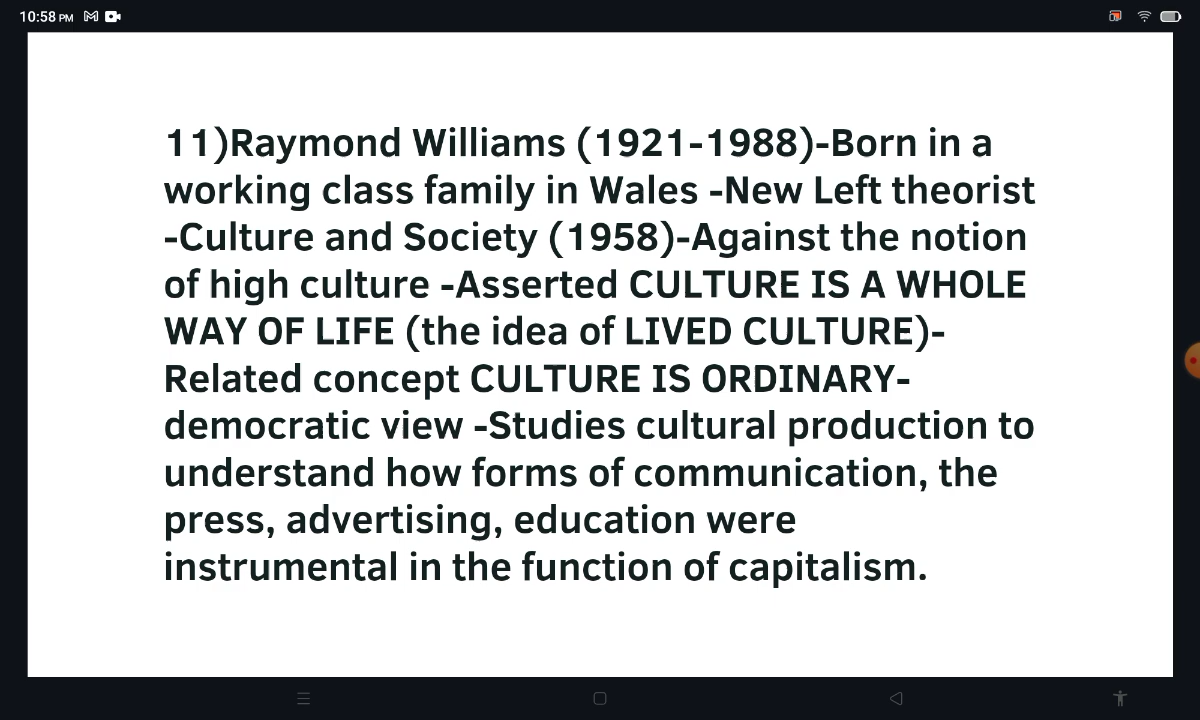 10:58 PM
11)Raymond Williams (1921-1988)-Born in a
working class family in Wales -New Left theorist
-Culture and Society (1958)-Against the notion
of high culture -Asserted CULTURE IS A WHOLE
WAY OF LIFE (the idea of LIVED CULTURE)-
Related concept CULTURE IS ORDINARY-
democratic view -Studies cultural production to
understand how forms of communication, the
press, advertising, education were
instrumental in the function of capitalism.